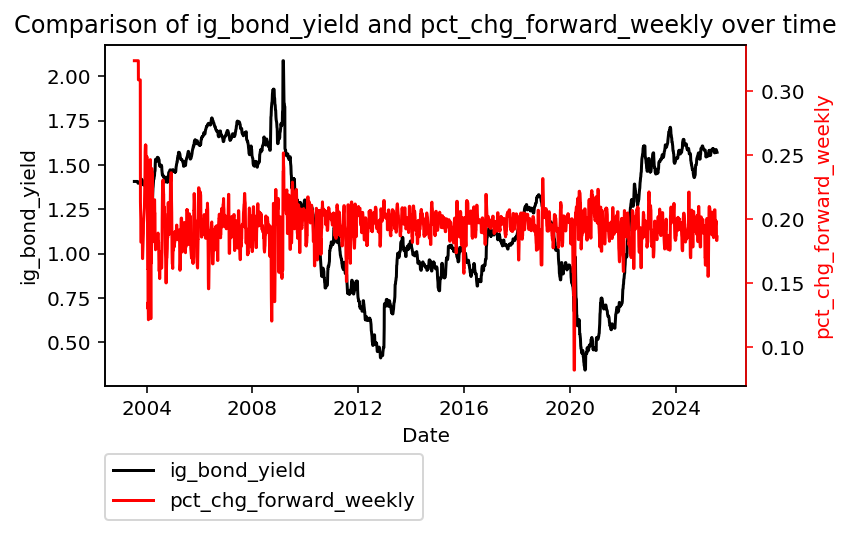 Comparison of ig_bond_yield and pct_chg_forward_weekly over time
2.00
1.75
1.50
1.25
1.00
0.75
0.50
ig_bond_yield
0.30
0.25
0.20
0.15
0.10
pct_chg_forward_weekly
2004 2008 2012 2016 2020 2024
Date
ig_bond_yield
pct_chg_forward_weekly